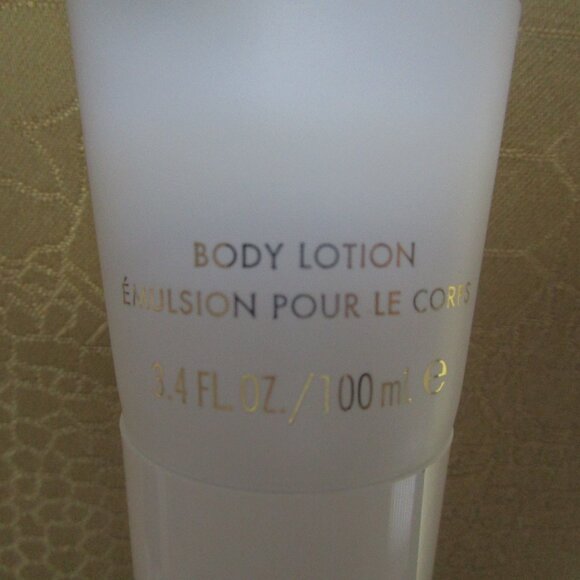 BODY LOTION
ÉMULSION POUR LE CORPS
3.4 FL. OZ./100 mL e